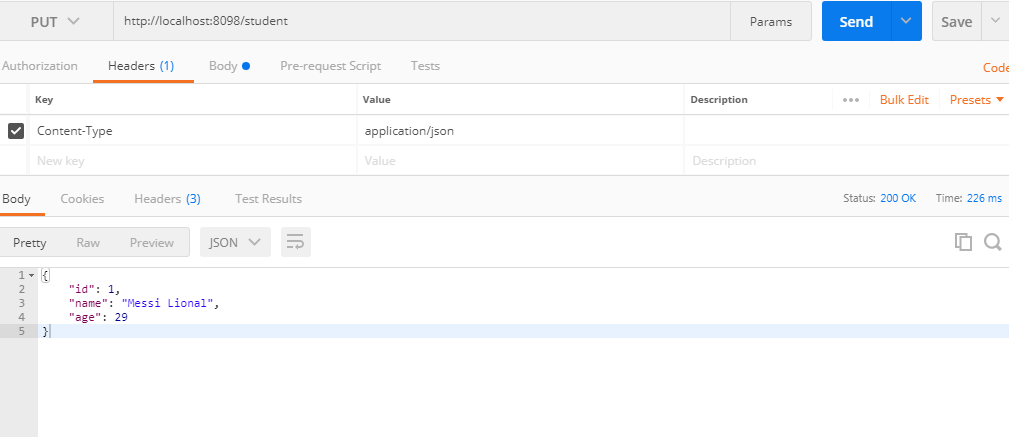 PUT http://localhost:8098/student Params Send Save
Authorization Headers (1) Body Pre-request Script Tests Code
Key Value Description ••• Bulk Edit Presets
Content-Type application/json
New key Value Description
Body Cookies Headers (3) Test Results Status: 200 OK Time: 226 ms
Pretty Raw Preview JSON
1 {
2 "id": 1,
3 "name": "Messi Lional",
4 "age": 29
5 }